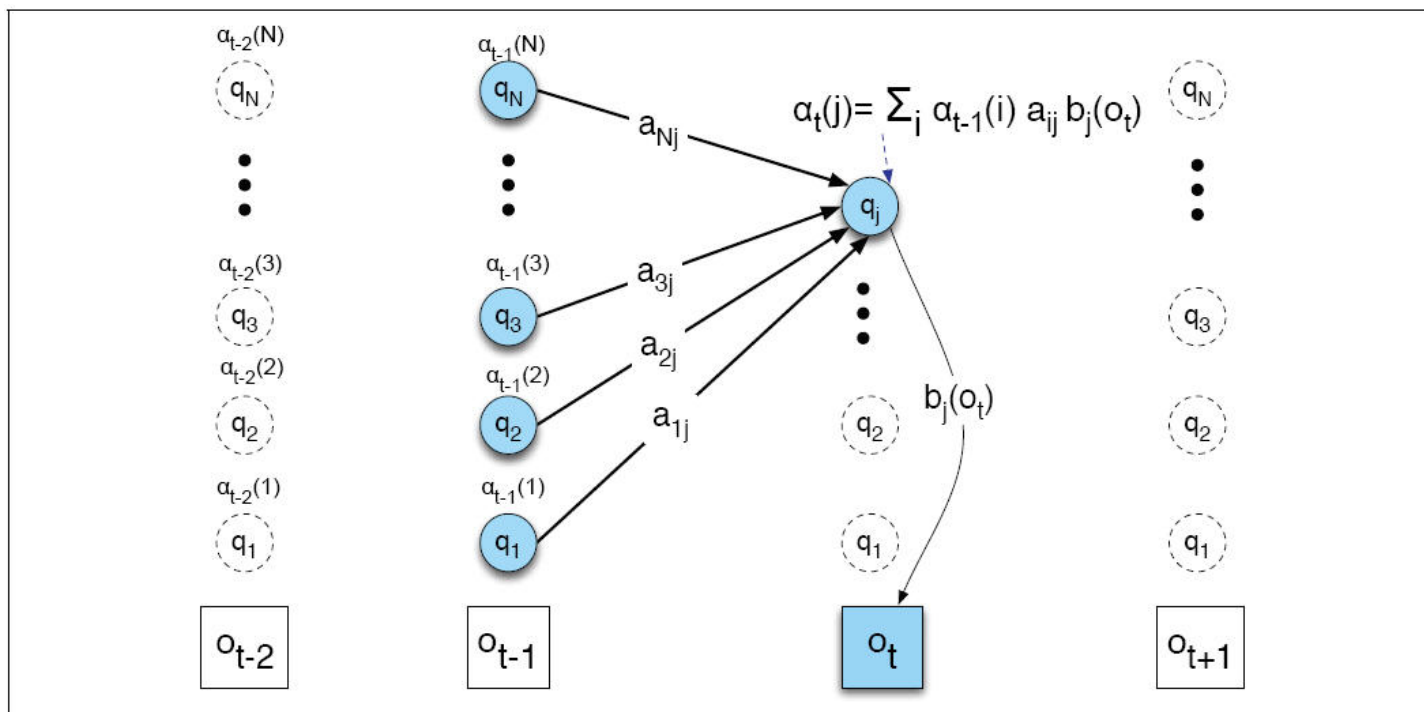 αt-2(N)
qN
αt-2(3)
q3
αt-2(2)
q2
αt-2(1)
q1
ot-2
αt-1(N)
qN
αt-1(3)
q3
αt-1(2)
q2
αt-1(1)
q1
ot-1
aNj
a3j
a2j
a1j
αt(j)= Σi αt-1(i) aij bj(ot)
qj
bj(ot)
q2
q1
ot
qN
q3
q2
q1
ot+1